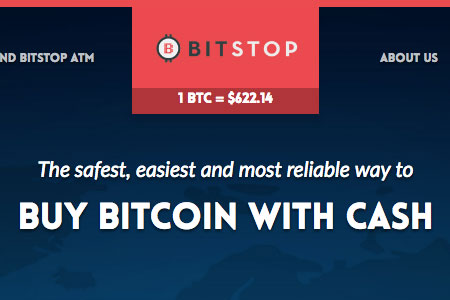 BITSTOP
ND BITSTOP ATM
ABOUT US
1 BTC = $622.14
The safest, easiest and most reliable way to
BUY BITCOIN WITH CASH